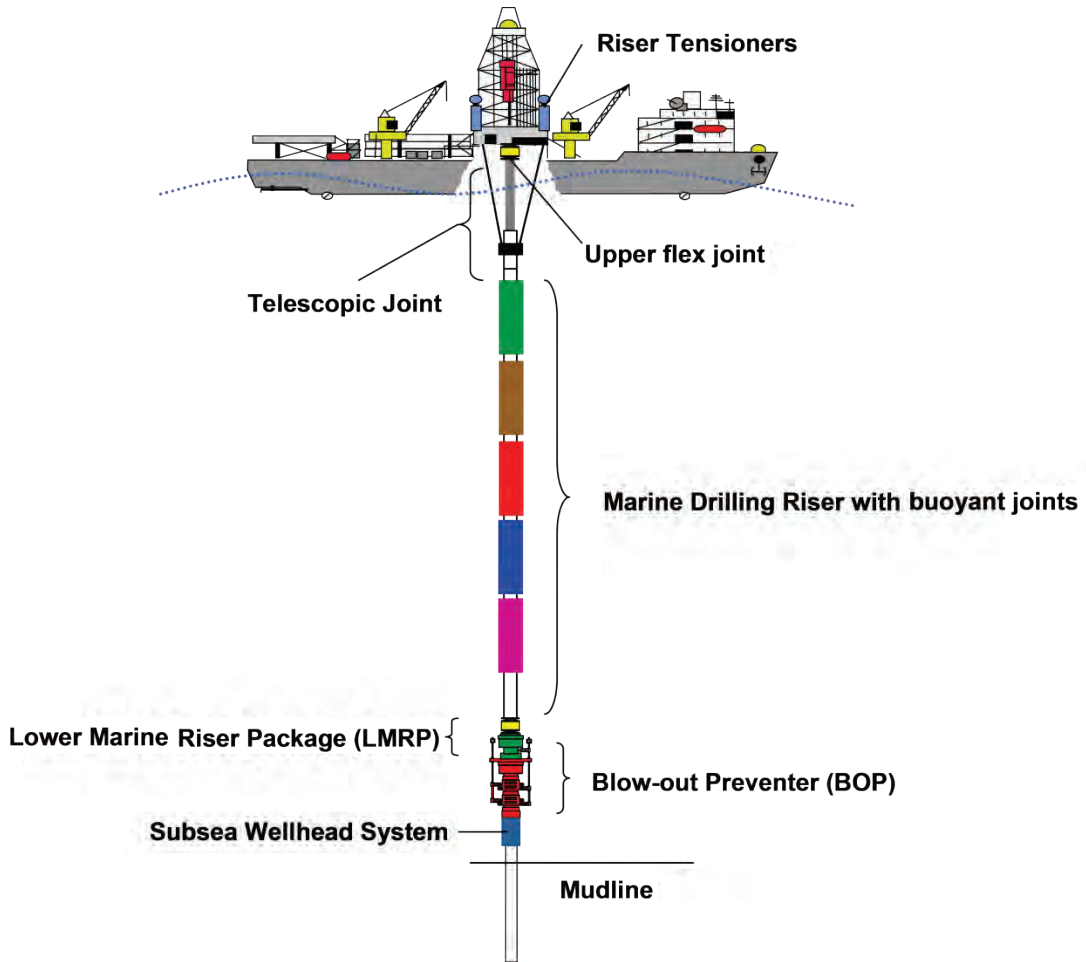 Riser Tensioners
Upper flex joint
Telescopic Joint
Marine Drilling Riser with buoyant joints
Lower Marine Riser Package (LMRP)
Blow-out Preventer (BOP)
Subsea Wellhead System
Mudline